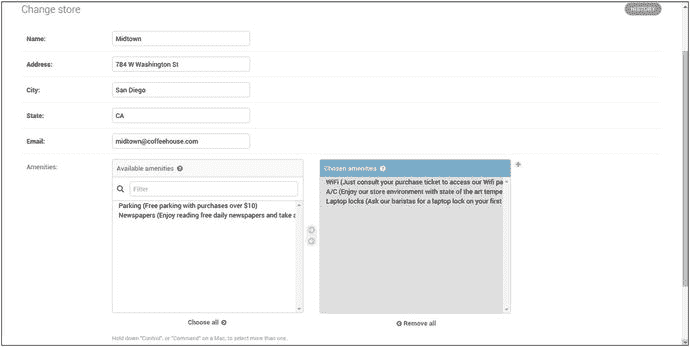 Change store
HISTORY
Name:
Midtown
Address:
784 W Washington St
City:
San Diego
State:
CA
Email:
midtown@coffeehouse.com
Amenities:
Available amenities
Chosen amenities
Filter
Parking (Free parking with purchases over $10)
Newspapers (Enjoy reading free daily newspapers and take a
WiFi (Just consult your purchase ticket to access our Wifi pa
A/C (Enjoy our store environment with state of the art tempe
Laptop locks (Ask our baristas for a laptop lock on your first
Choose all
Remove all
Hold down "Control", or "Command" on a Mac, to select more than one.